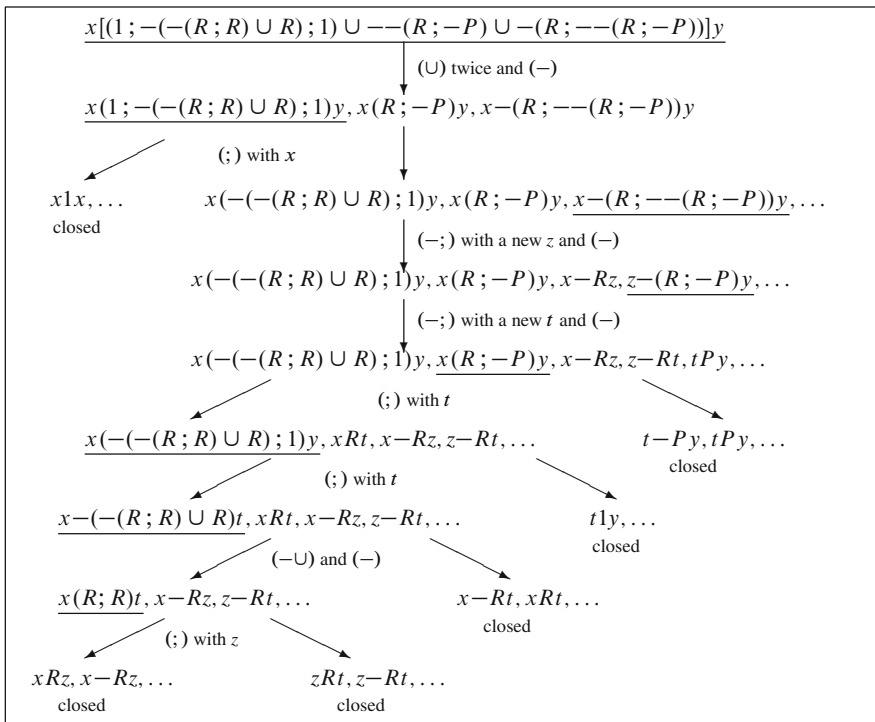 x[(1 ; −(−(R ; R) ∪ R) ; 1) ∪ −−(R ; −P) ∪ −(R ; −−(R ; −P))]y
(∪) twice and (−)
x(1 ; −(−(R ; R) ∪ R) ; 1)y, x(R ; −P)y, x−(R ; −−(R ; −P))y
(;) with x
x1x, ... x(−(−(R ; R) ∪ R) ; 1)y, x(R ; −P)y, x−(R ; −−(R ; −P))y, ...
closed
(−;) with a new z and (−)
x(−(−(R ; R) ∪ R) ; 1)y, x(R ; −P)y, x−Rz, z−(R ; −P)y, ...
(−;) with a new t and (−)
x(−(−(R ; R) ∪ R) ; 1)y, x(R ; −P)y, x−Rz, z−Rt, tPy, ...
(;) with t
x(−(−(R ; R) ∪ R) ; 1)y, xRt, x−Rz, z−Rt, ... t−Py, tPy, ...
closed
(;) with t
x−(−(R ; R) ∪ R)t, xRt, x−Rz, z−Rt, ... t1y, ...
closed
(−∪) and (−)
x(R; R)t, x−Rz, z−Rt, ... x−Rt, xRt, ...
closed
(;) with z
xRz, x−Rz, ... zRt, z−Rt, ...
closed closed